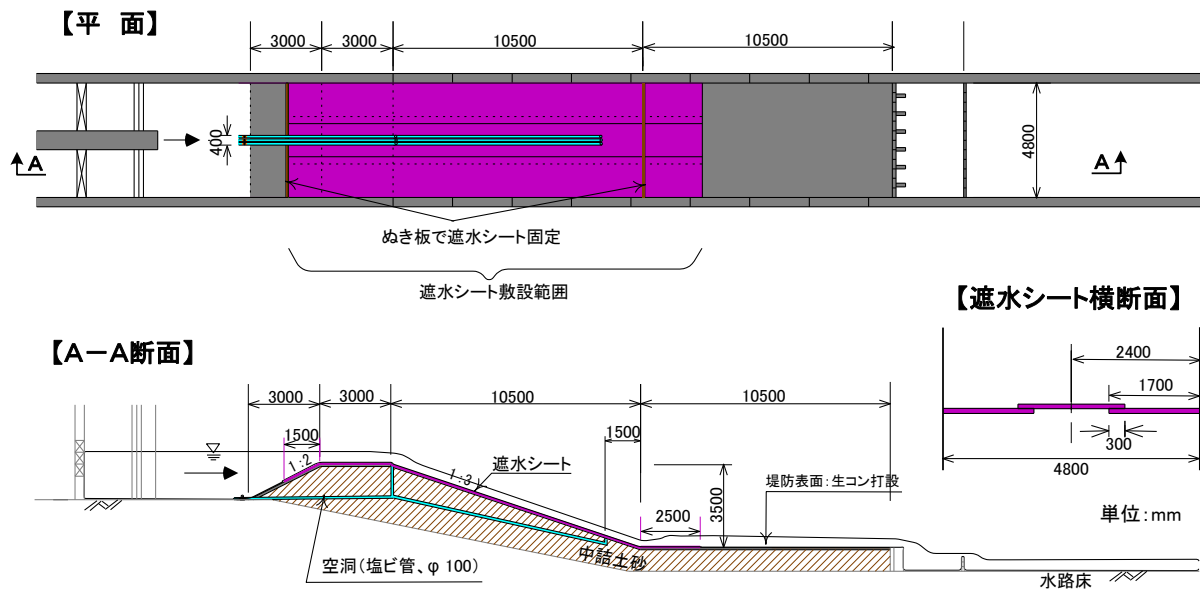 【平 面】
3000
3000
10500
10500
400
4800
A
A
ぬき板で遮水シート固定
遮水シート敷設範囲
【遮水シート横断面】
2400
1700
300
4800
単位:mm
【A-A断面】
3000
3000
10500
10500
1500
1:2
1:3
1500
遮水シート
3500
2500
堤防表面:生コン打設
空洞(塩ビ管、φ100)
中詰土砂
水路床